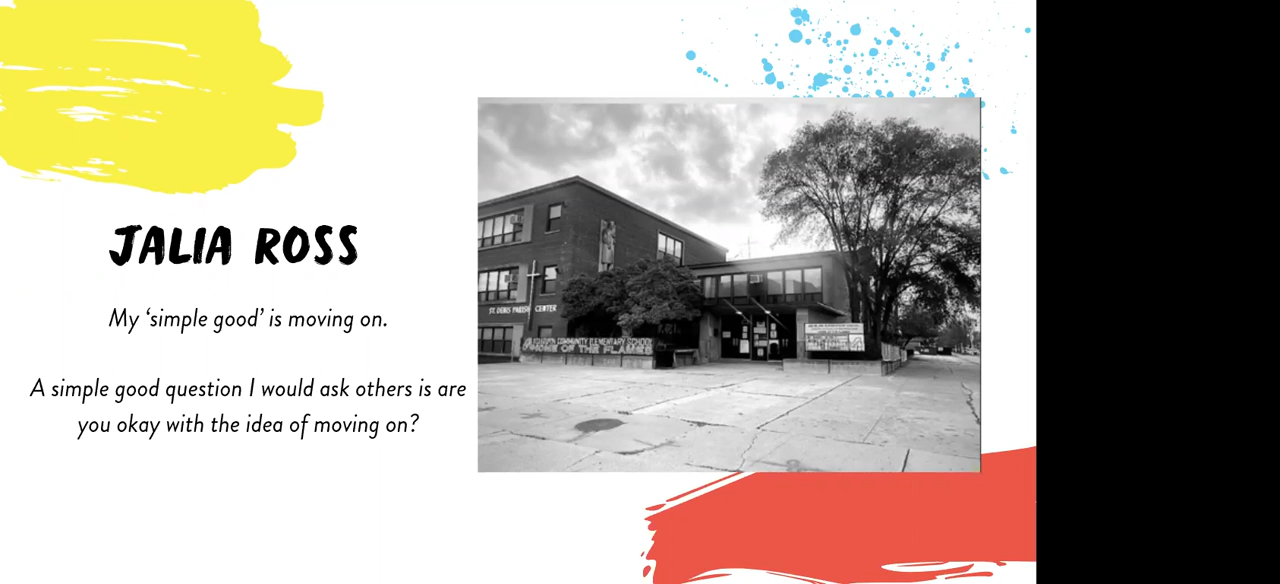 JALIA ROSS
My ‘simple good’ is moving on.
A simple good question I would ask others is are
you okay with the idea of moving on?
ST. DENIS PARISH CENTER
COMMUNITY ELEMENTARY SCHOOL
HOME OF THE FLAMES